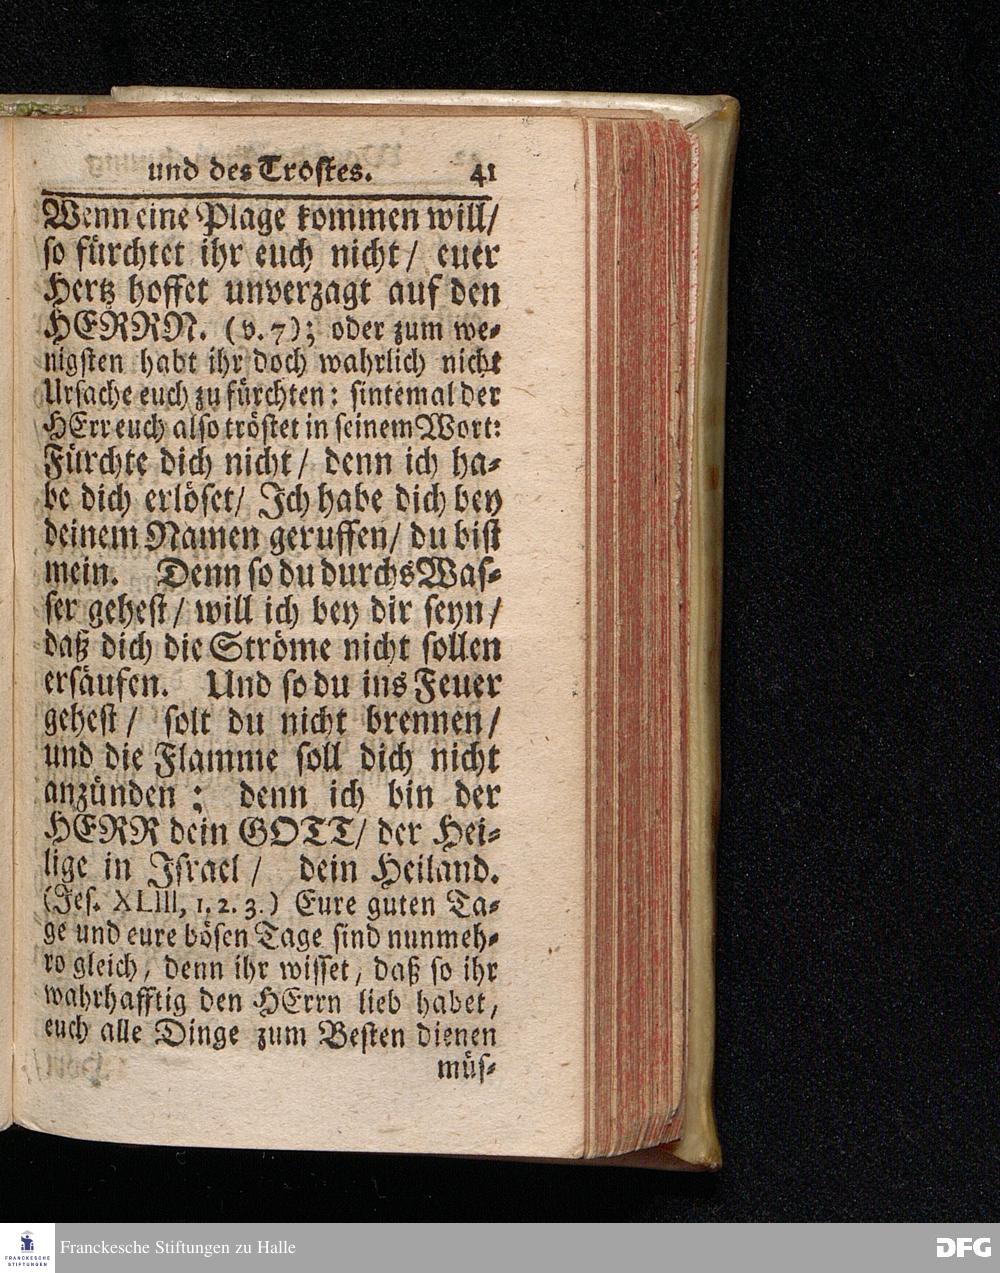 und des Trostes. 41
Wenn eine Plage kommen will/
so fürchtet ihr euch nicht/ euer
Hertz hoffet unverzagt auf den
HERRN. (v. 7); oder zum we-
nigsten habt ihr doch wahrlich nicht
Ursache euch zu fürchten: sintemal der
HErr euch also tröstet in seinem Wort:
Fürchte dich nicht/ denn ich ha-
be dich erlöset/ Ich habe dich bey
deinem Namen geruffen/ du bist
mein. Denn so du durchs Was-
ser gehest/ will ich bey dir seyn/
daß dich die Ströme nicht sollen
ersäufen. Und so du ins Feuer
gehest/ solt du nicht brennen/
und die Flamme soll dich nicht
anzünden; denn ich bin der
HERR dein GOTT/ der Hei-
lige in Israel/ dein Heiland.
(Jes. XLIII, 1. 2. 3.) Eure guten Ta-
ge und eure bösen Tage sind nunmeh-
ro gleich, denn ihr wisset, daß so ihr
wahrhafftig den HErrn lieb habet,
euch alle Dinge zum Besten dienen
müs-
FRANCKESCHE
STIFTUNGEN
Franckesche Stiftungen zu Halle
DFG